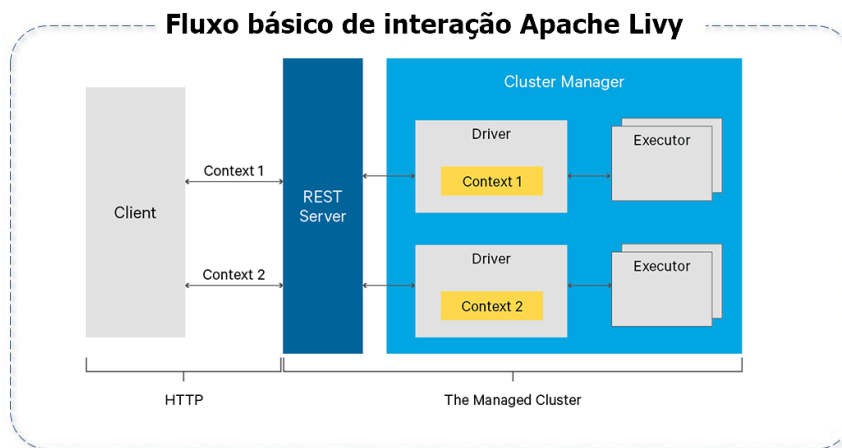 Fluxo básico de interação Apache Livy
Cluster Manager
Client
Context 1
Context 2
REST
Server
Driver
Context 1
Executor
Driver
Context 2
Executor
HTTP
The Managed Cluster